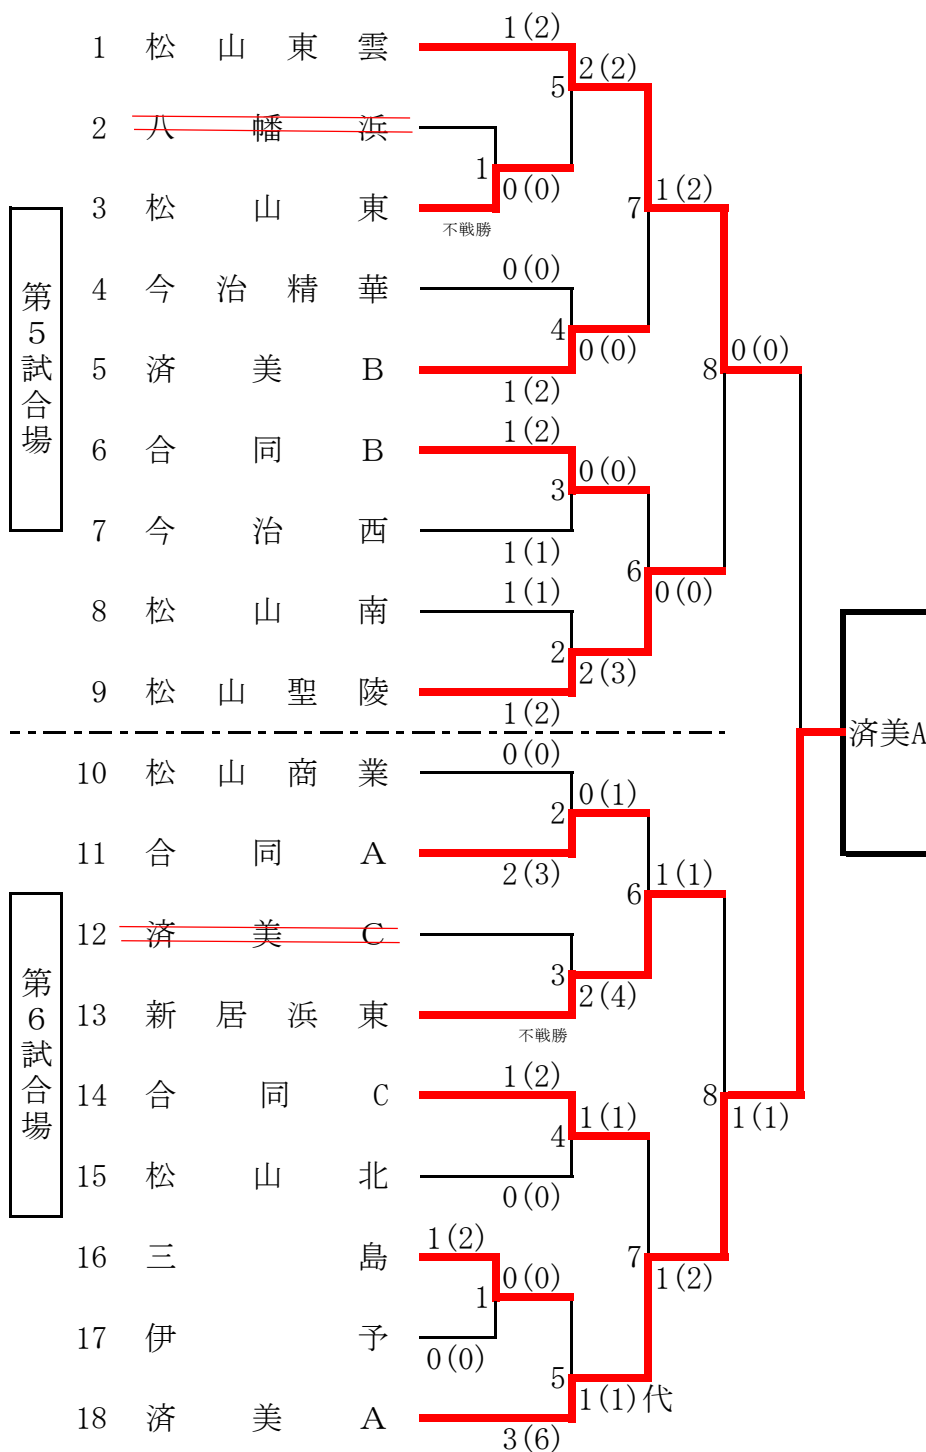 1(2)
1 松山東雲
2(2)
5
2 八幡浜
1
0(0)
1(2)
3 松山東
7
不戦勝
0(0)
4 今治精華
第5試合場
4
0(0)
0(0)
5 済美B
8
1(2)
1(2)
6 合同B
0(0)
3
7 今治西
1(1)
6
1(1)
0(0)
8 松山南
2
2(3)
9 松山聖陵
1(2)
済美A
0(0)
10 松山商業
0(1)
2
11 合同A
2(3)
1(1)
6
12 済美C
3
2(4)
13 新居浜東
不戦勝
第6試合場
1(2)
14 合同C
8
1(1)
1(1)
4
15 松山北
0(0)
1(2)
16 三島
7
0(0)
1(2)
1
17 伊予
0(0)
5
1(1)代
18 済美A
3(6)